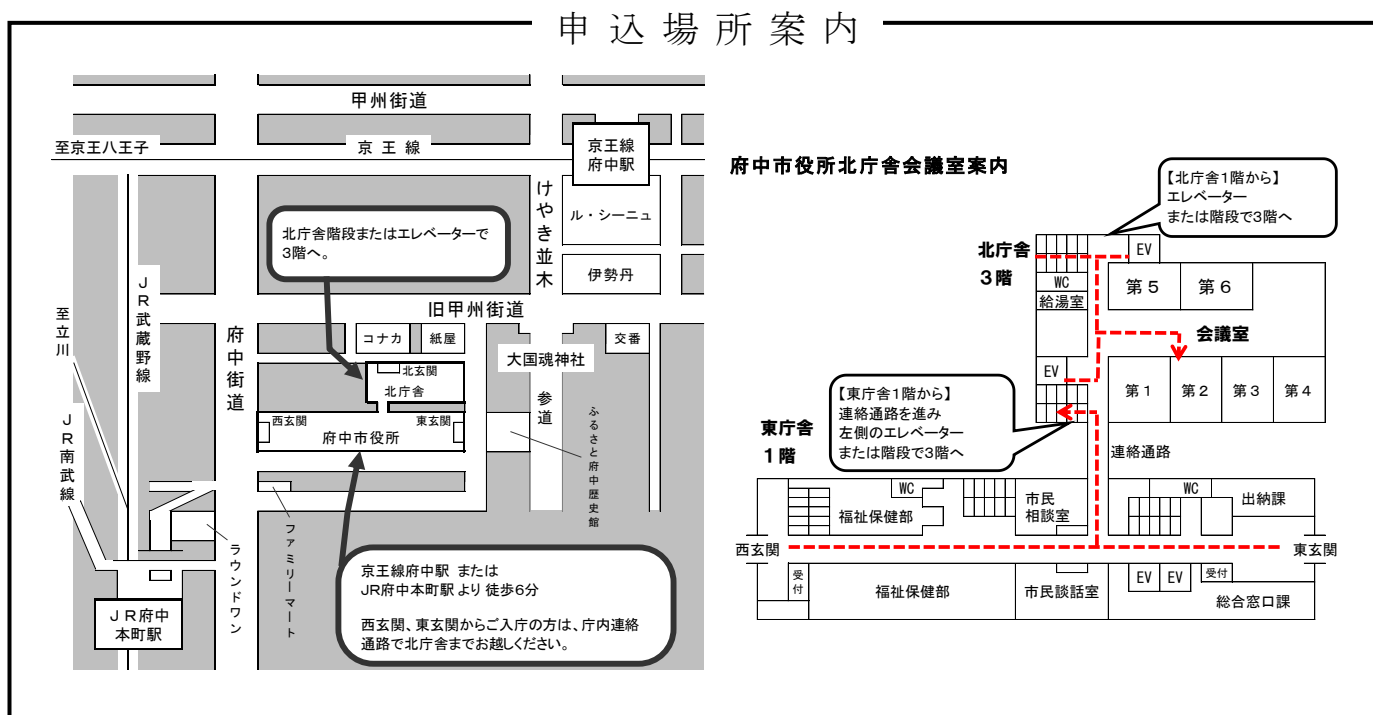 申込場所案内
甲州街道
至京王八王子
京王線
京王線
府中駅
けやき並木
ル・シーニュ
伊勢丹
北庁舎階段またはエレベーターで
3階へ。
旧甲州街道
JR武蔵野線
至立川
JR南武線
府中街道
コナカ
紙屋
交番
大国魂神社
参道
北玄関
北庁舎
西玄関
東玄関
府中市役所
ふるさと府中歴史館
ラウンドワン
ファミリーマート
JR府中
本町駅
京王線府中駅 または
JR府中本町駅より徒歩6分
西玄関、東玄関からご入庁の方は、庁内連絡
通路で北庁舎までお越しください。
府中市役所北庁舎会議室案内
【北庁舎1階から】
エレベーター
または階段で3階へ
北庁舎
3階
EV
WC
給湯室
第5
第6
会議室
EV
第1
第2
第3
第4
【東庁舎1階から】
連絡通路を進み
左側のエレベーター
または階段で3階へ
東庁舎
1階
連絡通路
WC
福祉保健部
市民
相談室
WC
出納課
西玄関
東玄関
受付
福祉保健部
市民談話室
EV
EV
受付
総合窓口課